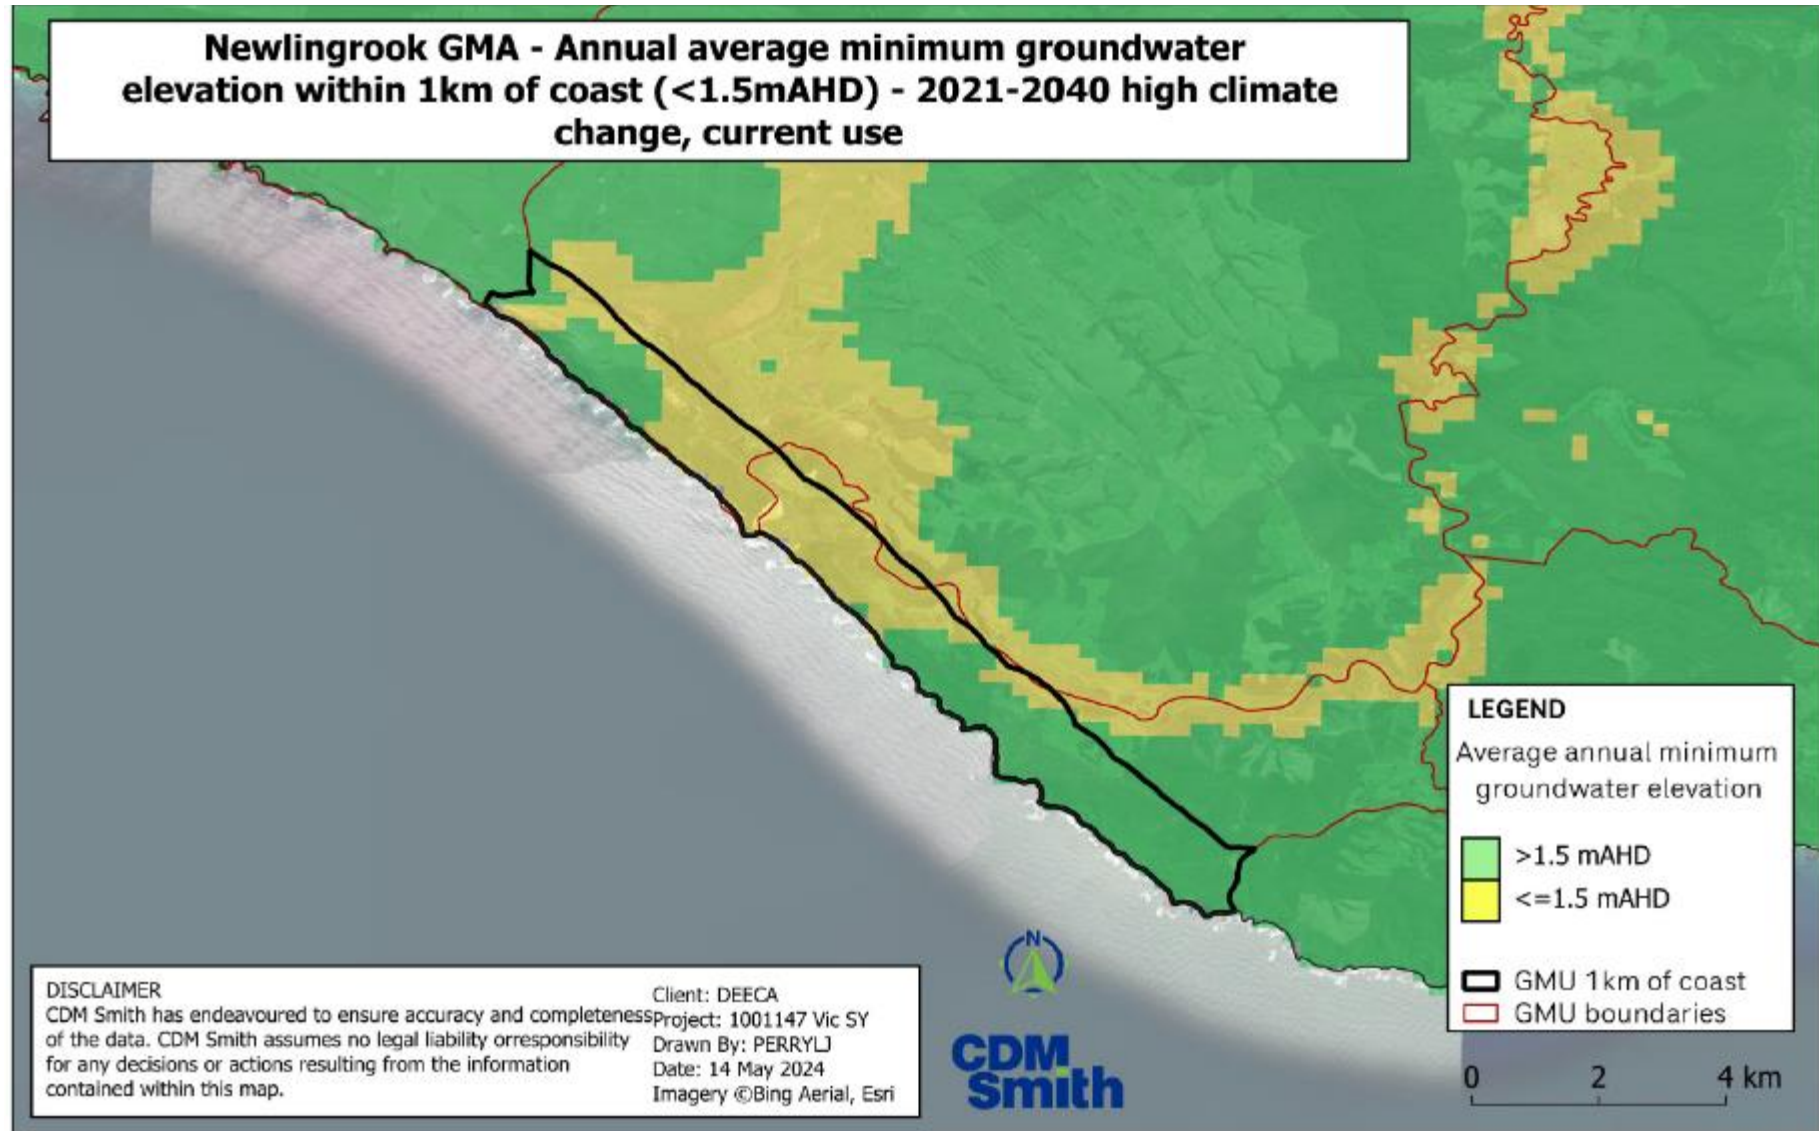 Newlingrook GMA - Annual average minimum groundwater
elevation within 1km of coast (<1.5mAHD) - 2021-2040 high climate
change, current use
LEGEND
Average annual minimum
groundwater elevation
>1.5 mAHD
<=1.5 mAHD
GMU 1km of coast
GMU boundaries
DISCLAIMER
CDM Smith has endeavoured to ensure accuracy and completeness
of the data. CDM Smith assumes no legal liability orresponsibility
for any decisions or actions resulting from the information
contained within this map.
Client: DEECA
Project: 1001147 Vic SY
Drawn By: PERRYLJ
Date: 14 May 2024
Imagery ©Bing Aerial, Esri
N
CDM
Smith
0 2 4 km